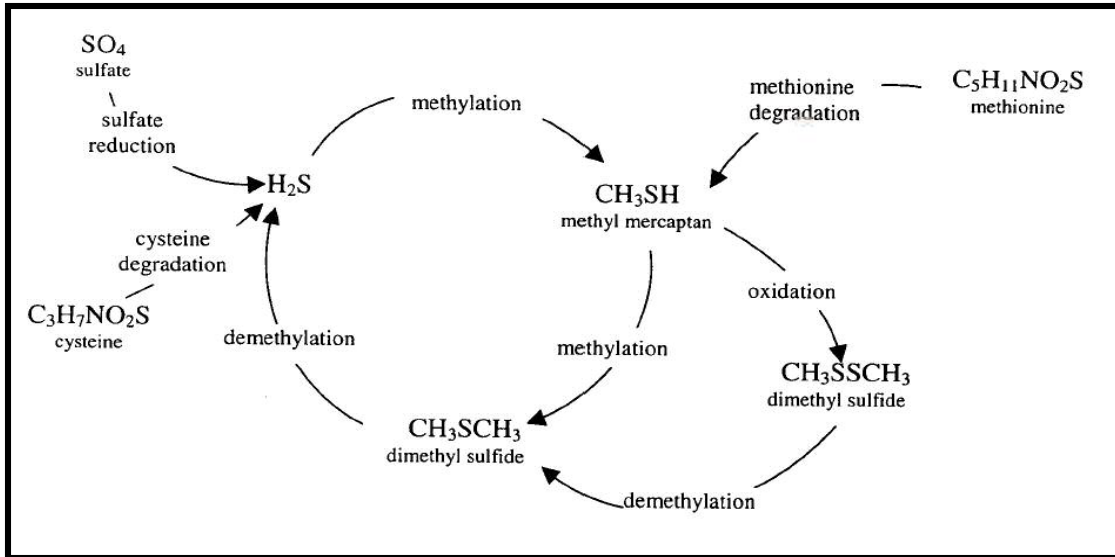 SO₄
sulfate
sulfate
reduction
H₂S
cysteine
degradation
C₃H₇NO₂S
cysteine
methylation
methionine
degradation
C₅H₁₁NO₂S
methionine
CH₃SH
methyl mercaptan
oxidation
demethylation
methylation
CH₃SSCH₃
dimethyl sulfide
CH₃SCH₃
dimethyl sulfide
demethylation